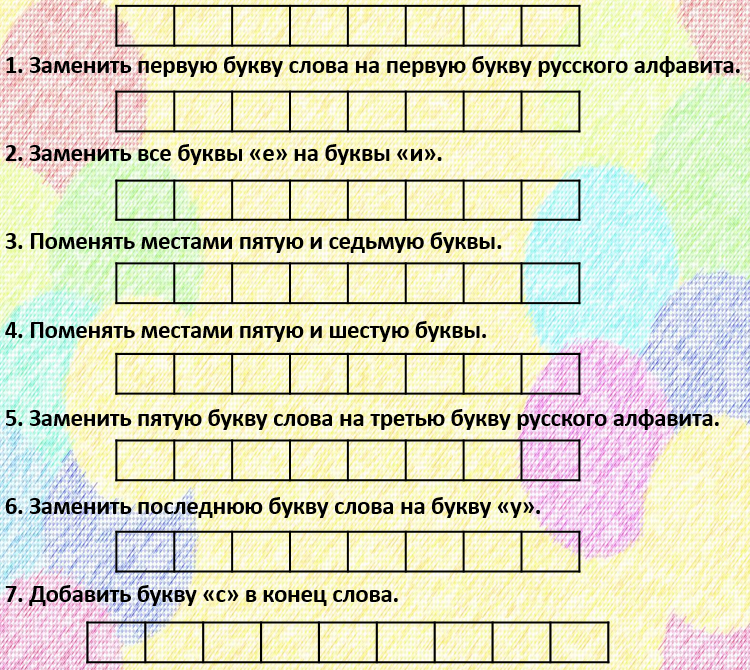 1. Заменить первую букву слова на первую букву русского алфавита.
2. Заменить все буквы «е» на буквы «и».
3. Поменять местами пятую и седьмую буквы.
4. Поменять местами пятую и шестую буквы.
5. Заменить пятую букву слова на третью букву русского алфавита.
6. Заменить последнюю букву слова на букву «у».
7. Добавить букву «с» в конец слова.